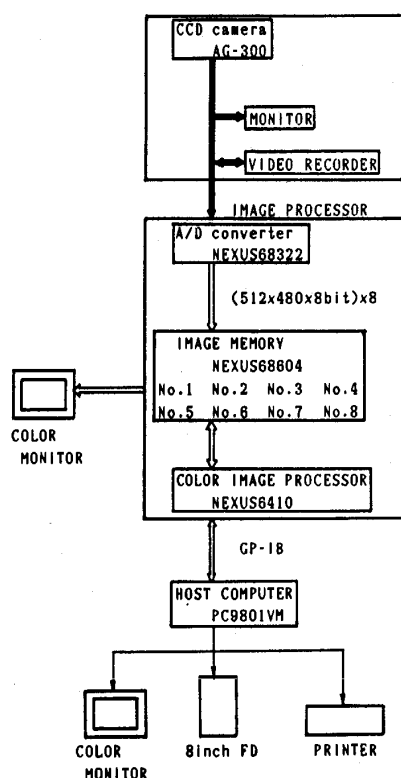 CCD camera
AG-300
MONITOR
VIDEO RECORDER
IMAGE PROCESSOR
A/D converter
NEXUS68322
(512x480x8bit)x8
IMAGE MEMORY
NEXUS68604
No.1 No.2 No.3 No.4
No.5 No.6 No.7 No.8
COLOR
MONITOR
COLOR IMAGE PROCESSOR
NEXUS6410
GP-IB
HOST COMPUTER
PC9801VM
COLOR
MONITOR
8inch FD
PRINTER